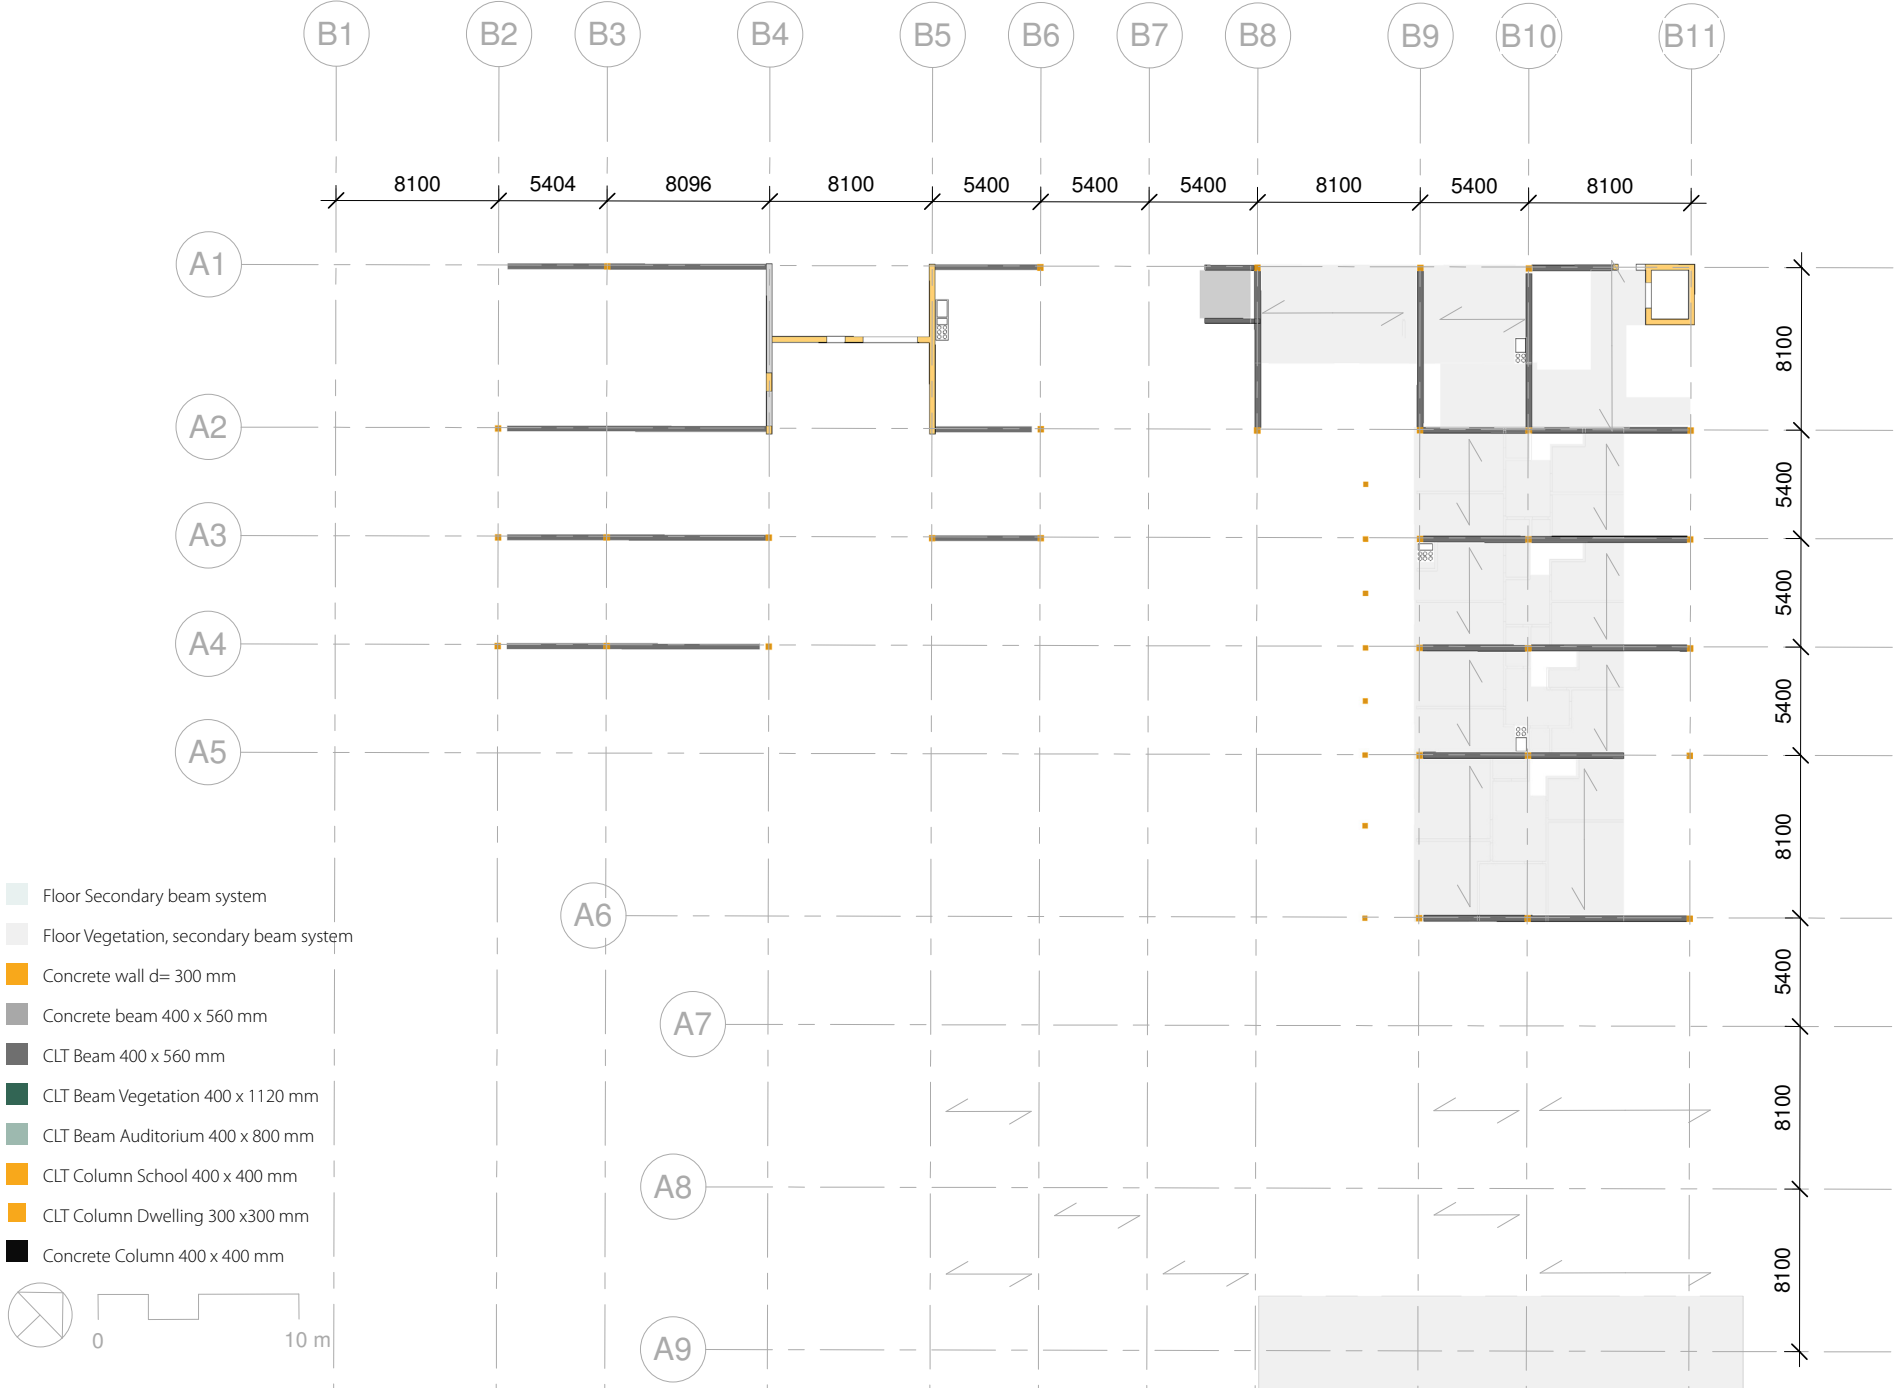 B1 B2 B3 B4 B5 B6 B7 B8 B9 B10 B11
8100 5404 8096 8100 5400 5400 5400 8100 5400 8100
A1
8100
A2
5400
A3
5400
A4
5400
A5
8100
A6
5400
A7
8100
A8
8100
A9
Floor Secondary beam system
Floor Vegetation, secondary beam system
Concrete wall d= 300 mm
Concrete beam 400 x 560 mm
CLT Beam 400 x 560 mm
CLT Beam Vegetation 400 x 1120 mm
CLT Beam Auditorium 400 x 800 mm
CLT Column School 400 x 400 mm
CLT Column Dwelling 300 x300 mm
Concrete Column 400 x 400 mm
0 10 m